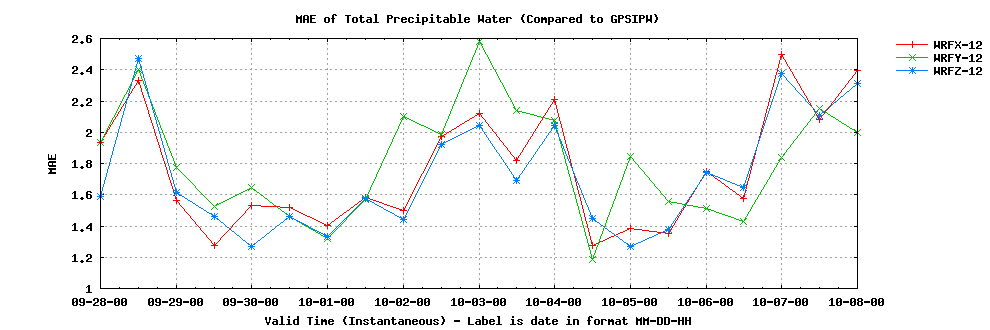 MAE of Total Precipitable Water (Compared to GPSIPW)
WRFX-12
WRFY-12
WRFZ-12
2.6
2.4
2.2
2
1.8
1.6
1.4
1.2
1
MAE
09-28-00 09-29-00 09-30-00 10-01-00 10-02-00 10-03-00 10-04-00 10-05-00 10-06-00 10-07-00 10-08-00
Valid Time (Instantaneous) - Label is date in format MM-DD-HH